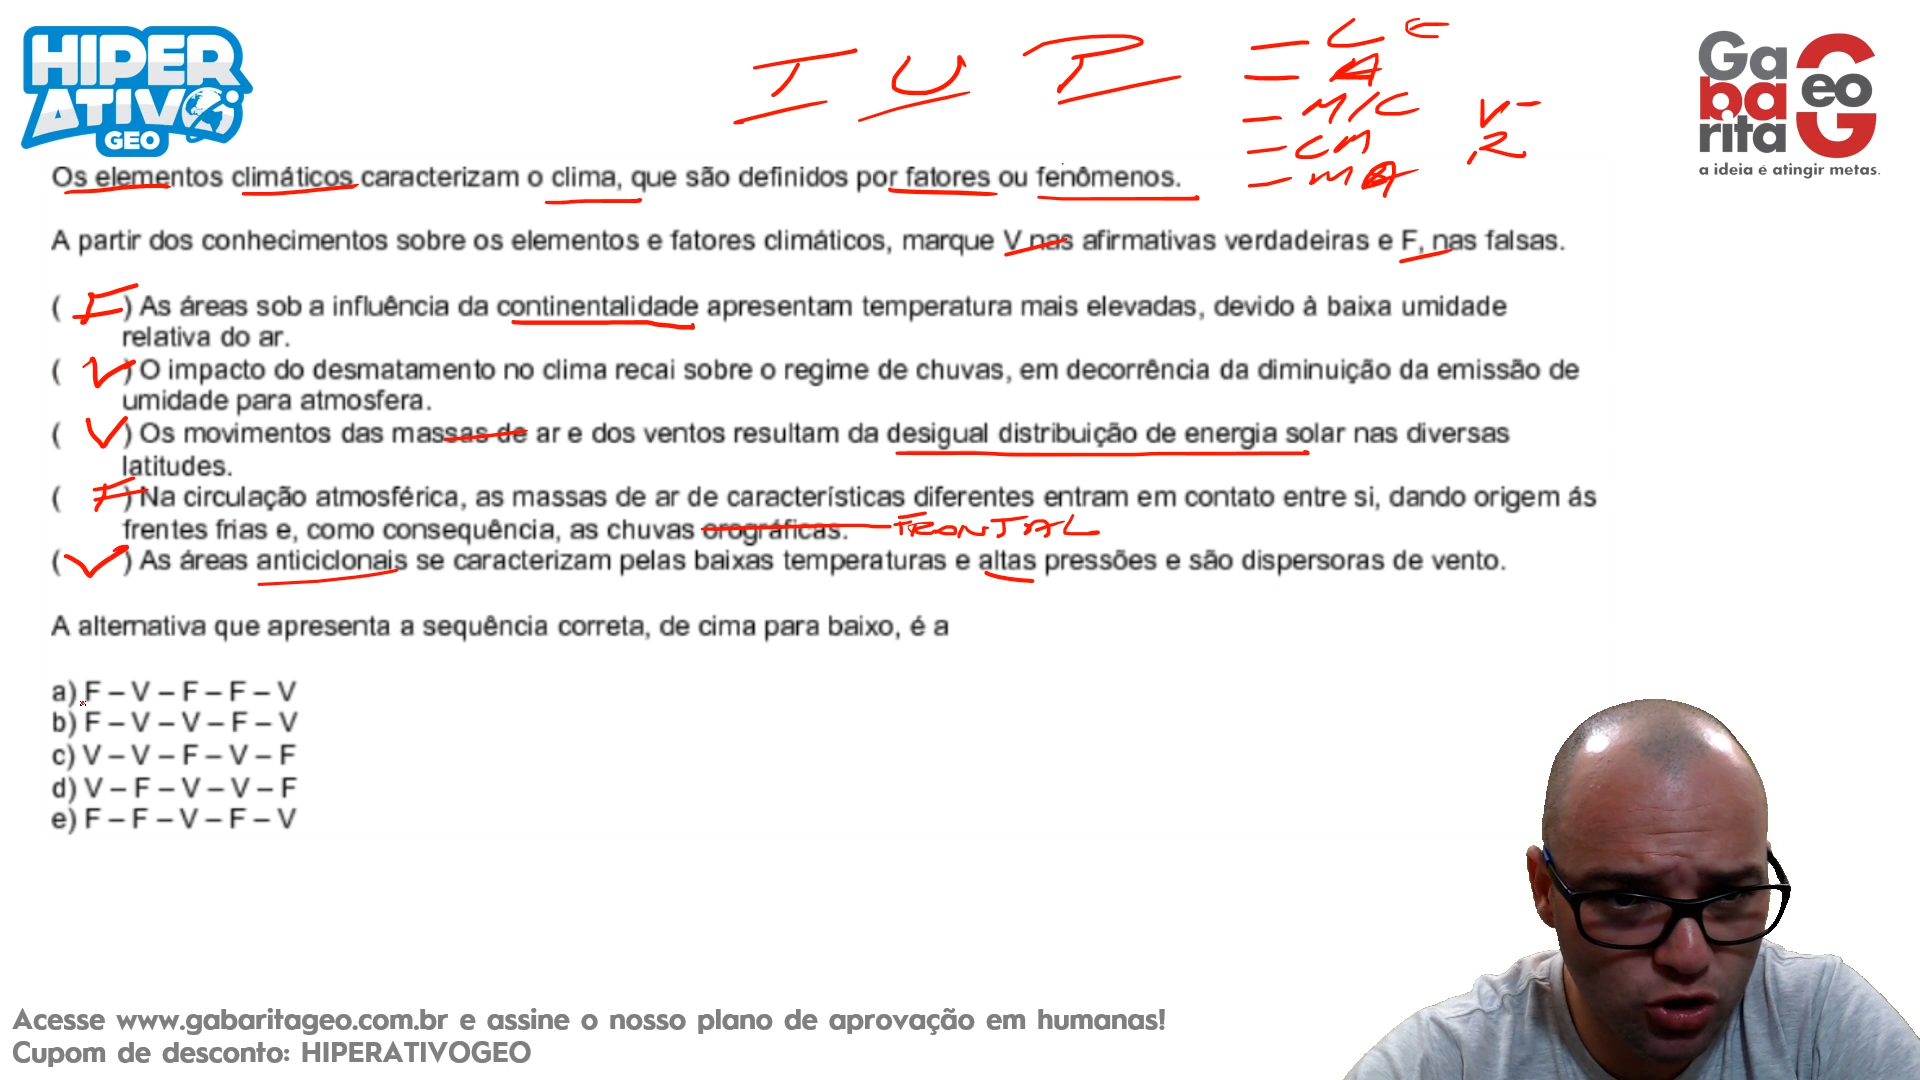 HIPER
ATIVO
GEO
T U P
– L
– A
– M/C
– CM
– MA
V
R
Gaba
rita
Geo
a ideia é atingir metas.
Os elementos climáticos caracterizam o clima, que são definidos por fatores ou fenômenos.
A partir dos conhecimentos sobre os elementos e fatores climáticos, marque V nas afirmativas verdadeiras e F, nas falsas.
( F ) As áreas sob a influência da continentalidade apresentam temperatura mais elevadas, devido à baixa umidade
relativa do ar.
( V ) O impacto do desmatamento no clima recai sobre o regime de chuvas, em decorrência da diminuição da emissão de
umidade para atmosfera.
( V ) Os movimentos das massas de ar e dos ventos resultam da desigual distribuição de energia solar nas diversas
latitudes.
( F ) Na circulação atmosférica, as massas de ar de características diferentes entram em contato entre si, dando origem ás
frentes frias e, como consequência, as chuvas orográficas. FRONTAL
( V ) As áreas anticiclonais se caracterizam pelas baixas temperaturas e altas pressões e são dispersoras de vento.
A alternativa que apresenta a sequência correta, de cima para baixo, é a
a) F – V – F – F – V
b) F – V – V – F – V
c) V – V – F – V – F
d) V – F – V – V – F
e) F – F – V – F – V
Acesse www.gabaritageo.com.br e assine o nosso plano de aprovação em humanas!
Cupom de desconto: HIPERATIVOGEO